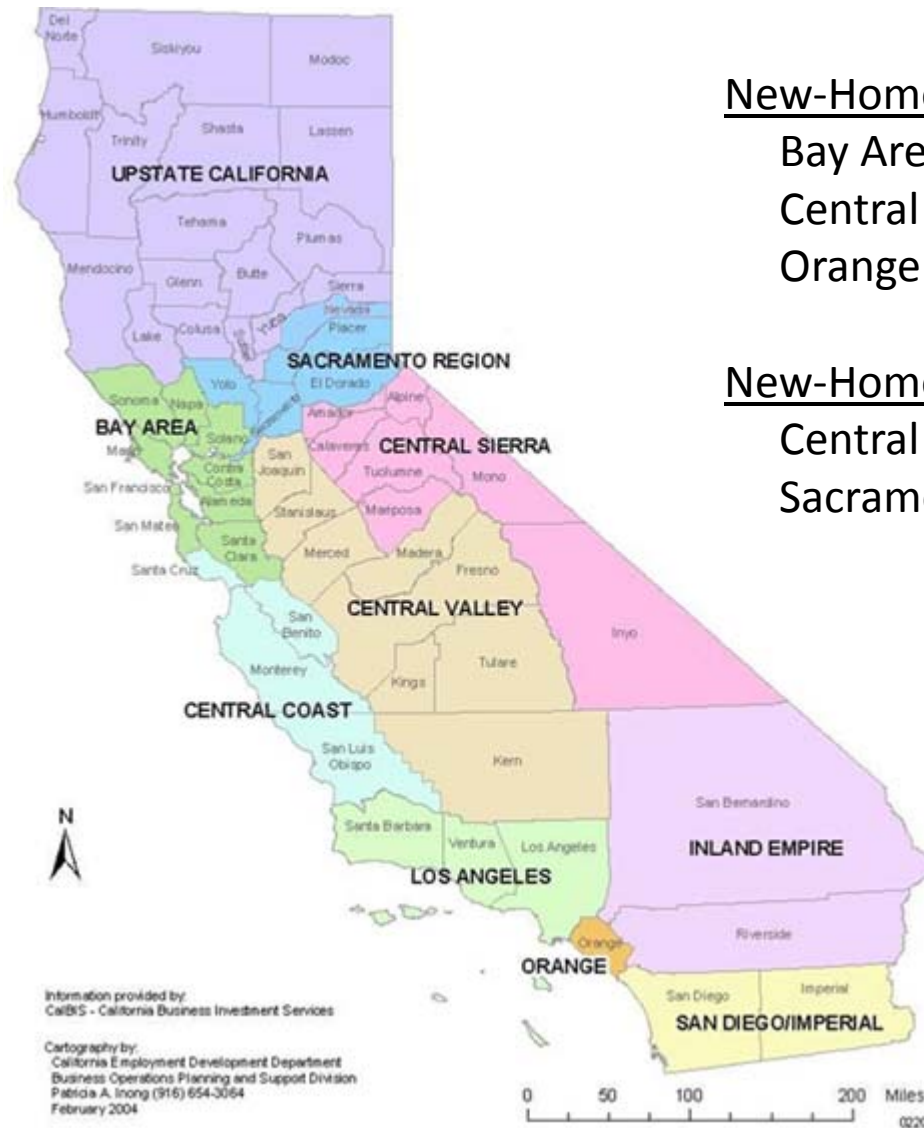 New-Home
Bay Are
Central
Orange
New-Home
Central
Sacram
Del
Norte
Siskiyou
Modoc
Humboldt
Trinity
Shasta
Lassen
UPSTATE CALIFORNIA
Tehama
Plumas
Mendocino
Glenn
Butte
Sierra
Lake
Colusa
Sutter
Yuba
Nevada
Placer
SACRAMENTO REGION
Yolo
El Dorado
Sacramento
Sonoma
Napa
BAY AREA
Solano
Marin
Contra
Costa
San Francisco
Alameda
San Mateo
Santa
Clara
Santa Cruz
Alpine
Amador
Calaveras
CENTRAL SIERRA
Tuolumne
Mono
Mariposa
Inyo
San
Joaquin
Stanislaus
Merced
Madera
Fresno
CENTRAL VALLEY
Tulare
Kings
Kern
San
Benito
Monterey
CENTRAL COAST
San Luis
Obispo
Santa Barbara
Ventura
Los Angeles
LOS ANGELES
San Bernardino
INLAND EMPIRE
Riverside
Orange
ORANGE
San Diego
Imperial
SAN DIEGO/IMPERIAL
N
Information provided by:
CalBIS - California Business Investment Services
Cartography by:
California Employment Development Department
Business Operations Planning and Support Division
Patricia A. Inong (916) 654-3064
February 2004
0 50 100 200 Miles